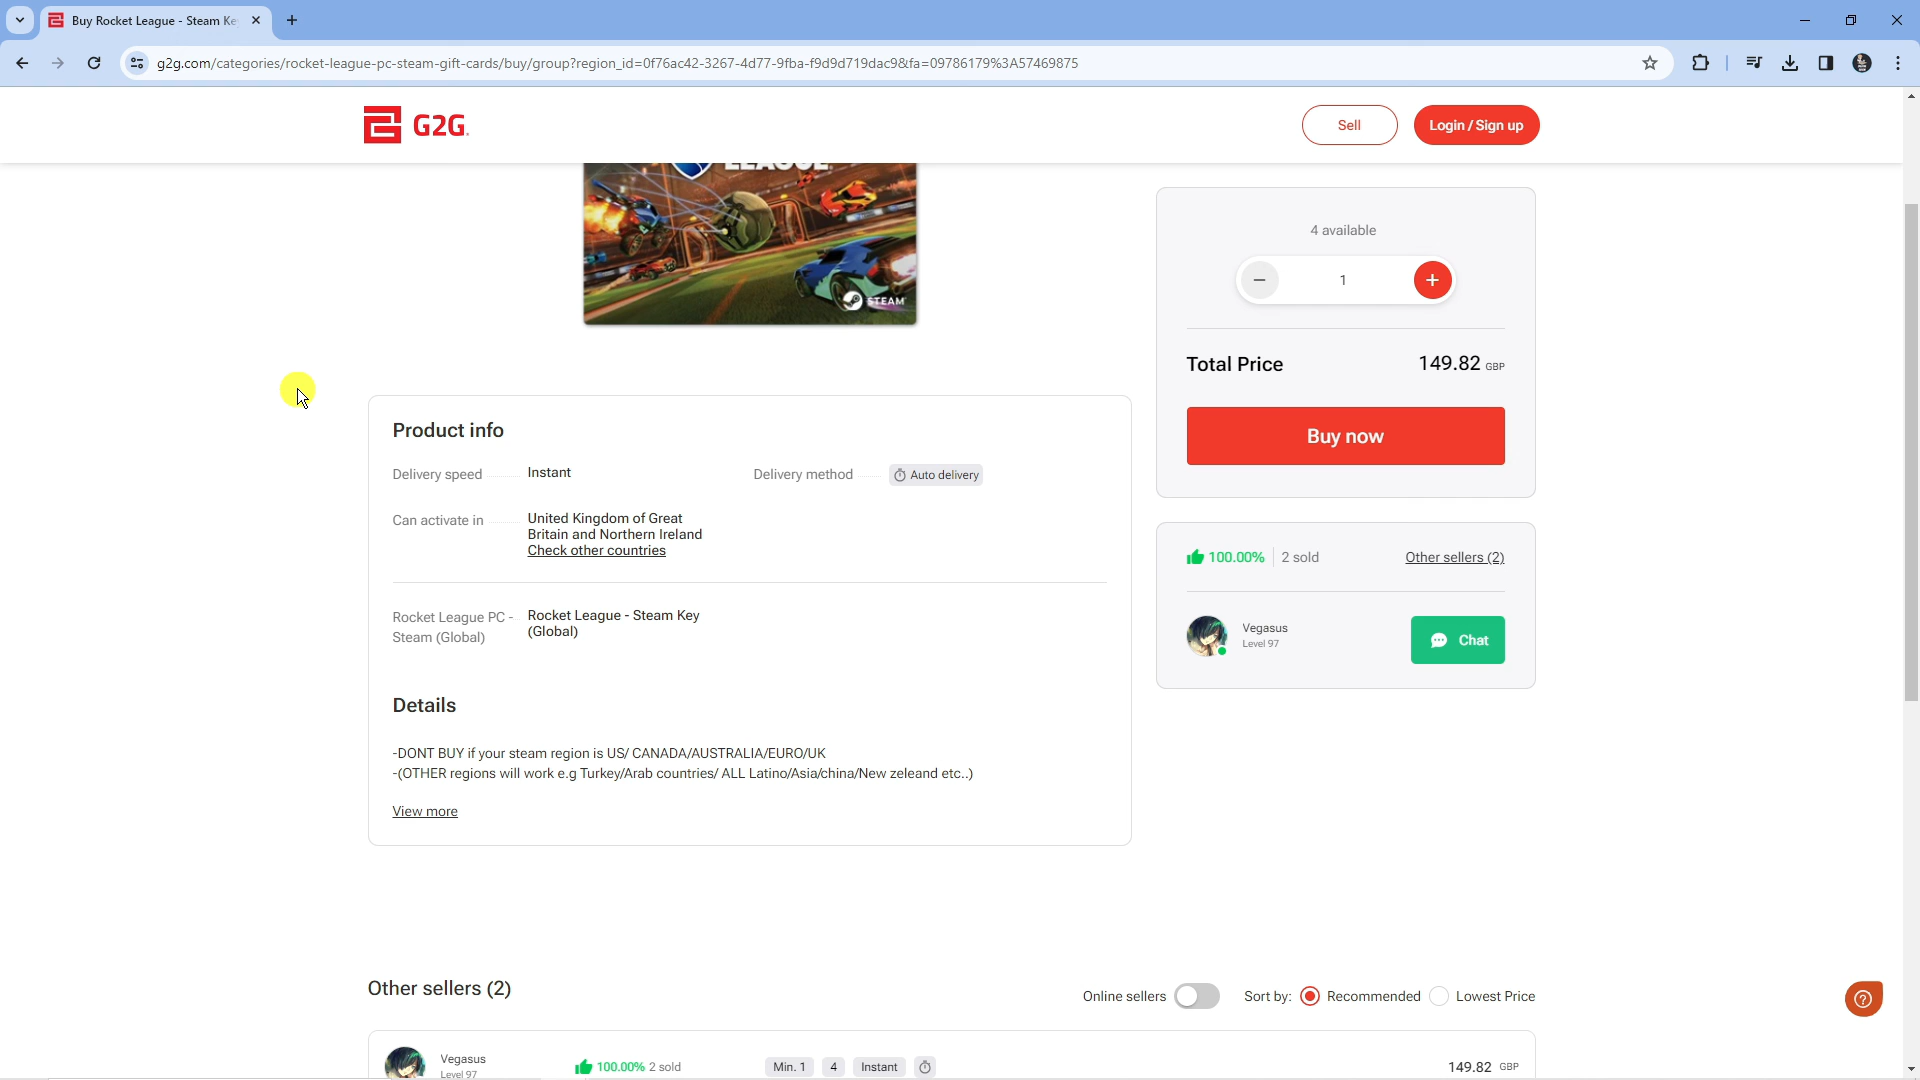 Buy Rocket League - Steam Ke
g2g.com/categories/rocket-league-pc-steam-gift-cards/buy/group?region_id=0f76ac42-3267-4d77-9fba-f9d9d719dac9&fa=09786179%3A57469875
G2G.
Sell
Login / Sign up
LEAGUE
STEAM
4 available
1
Total Price
149.82 GBP
Buy now
Product info
Delivery speed
Instant
Delivery method
Auto delivery
Can activate in
United Kingdom of Great
Britain and Northern Ireland
Check other countries
100.00%
2 sold
Other sellers (2)
Rocket League PC -
Steam (Global)
Rocket League - Steam Key
(Global)
Vegasus
Level 97
Chat
Details
-DONT BUY if your steam region is US/ CANADA/AUSTRALIA/EURO/UK
-(OTHER regions will work e.g Turkey/Arab countries/ ALL Latino/Asia/china/New zeleand etc..)
View more
Other sellers (2)
Online sellers
Sort by:
Recommended
Lowest Price
Vegasus
Level 97
100.00% 2 sold
Min. 1
4
Instant
149.82 GBP